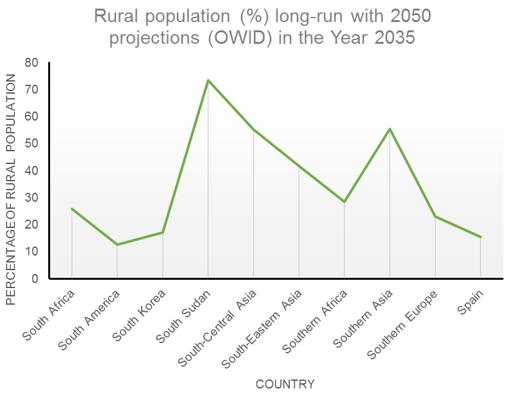 Rural population (%) long-run with 2050
projections (OWID) in the Year 2035
PERCENTAGE OF RURAL POPULATION
80
70
60
50
40
30
20
10
0
South Africa
South America
South Korea
South Sudan
South-Central Asia
South-Eastern Asia
Southern Africa
Southern Asia
Southern Europe
Spain
COUNTRY